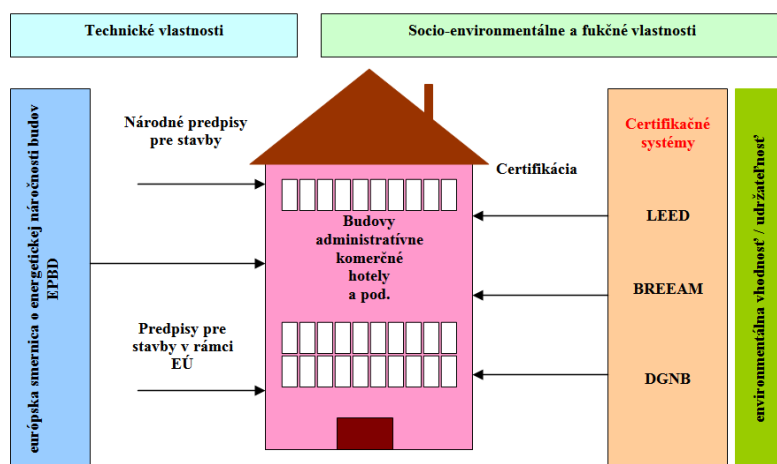 Technické vlastnosti
Socio-environmentálne a fukčné vlastnosti
európska smernica o energetickej náročnosti budov
EPBD
Národné predpisy
pre stavby
Predpisy pre
stavby v rámci
EÚ
Budovy
administratívne
komerčné
hotely
a pod.
Certifikácia
Certifikačné
systémy
LEED
BREEAM
DGNB
environmentálna vhodnosť / udržateľnosť